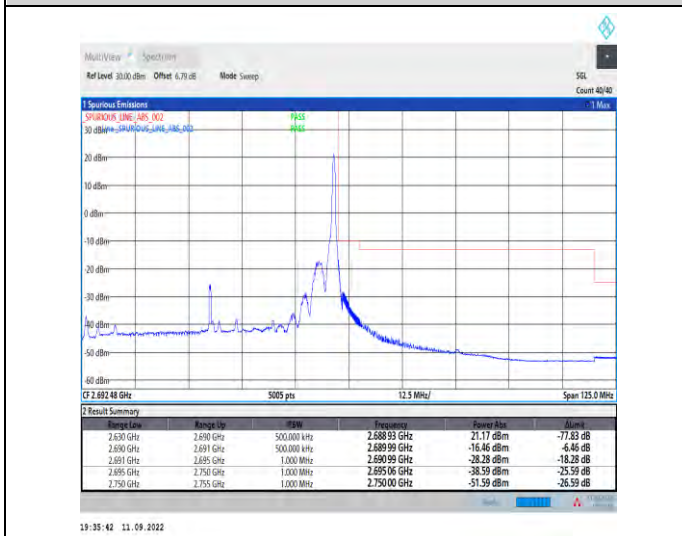 MultiView Spectrum
Ref Level 30.00 dBm Offset 6.79 dB Mode Sweep SGL
Count 40/40
1 Spurious Emissions 1 Max
_SPURIOUS_LINE_ABS_002 PASS
30 dBm Line _SPURIOUS_LINE_ABS_002 PASS
20 dBm
10 dBm
0 dBm
-10 dBm
-20 dBm
-30 dBm
-40 dBm
-50 dBm
-60 dBm
CF 2.692 48 GHz 5005 pts 12.5 MHz/ Span 125.0 MHz
2 Result Summary
Range Low Range Up RBW Frequency Power Abs ΔLimit
2.630 GHz 2.690 GHz 500.000 kHz 2.688 93 GHz 21.17 dBm -77.83 dB
2.690 GHz 2.691 GHz 500.000 kHz 2.689 99 GHz -16.46 dBm -6.46 dB
2.691 GHz 2.695 GHz 1.000 MHz 2.690 99 GHz -28.28 dBm -18.28 dB
2.695 GHz 2.750 GHz 1.000 MHz 2.695 06 GHz -38.59 dBm -25.59 dB
2.750 GHz 2.755 GHz 1.000 MHz 2.750 00 GHz -51.59 dBm -26.59 dB
19:35:42 11.09.2022